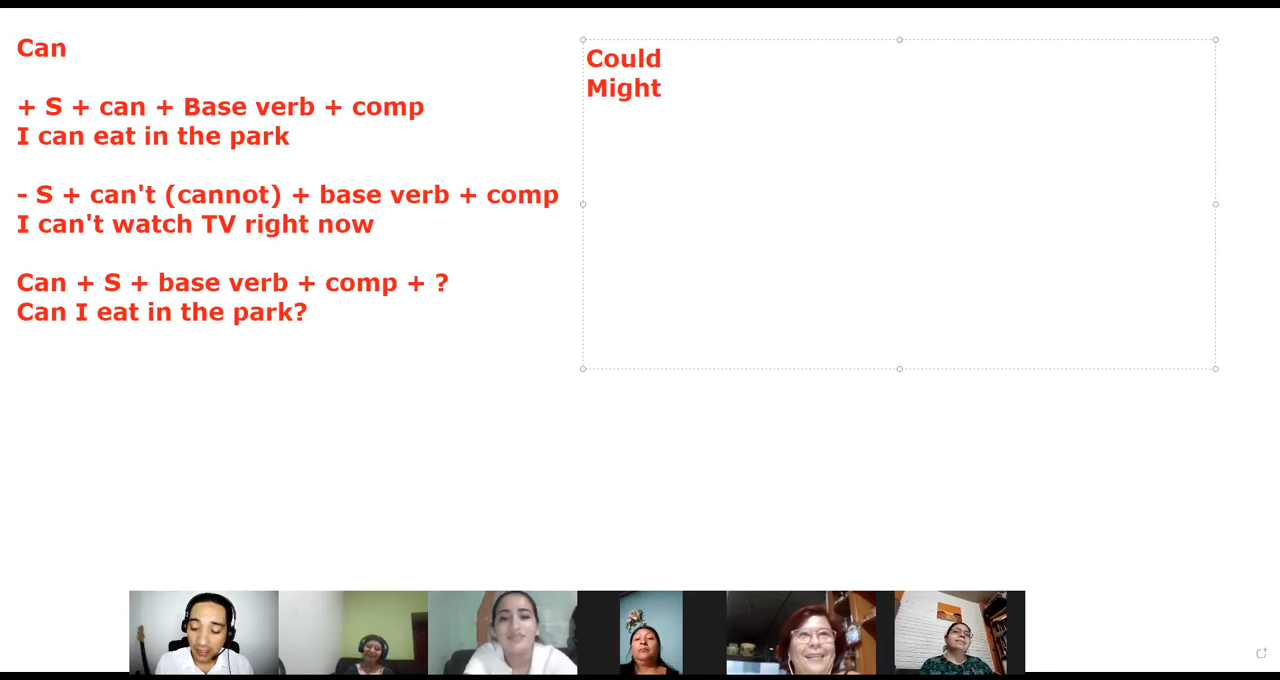 Can
+ S + can + Base verb + comp
I can eat in the park
- S + can't (cannot) + base verb + comp
I can't watch TV right now
Can + S + base verb + comp + ?
Can I eat in the park?
Could
Might